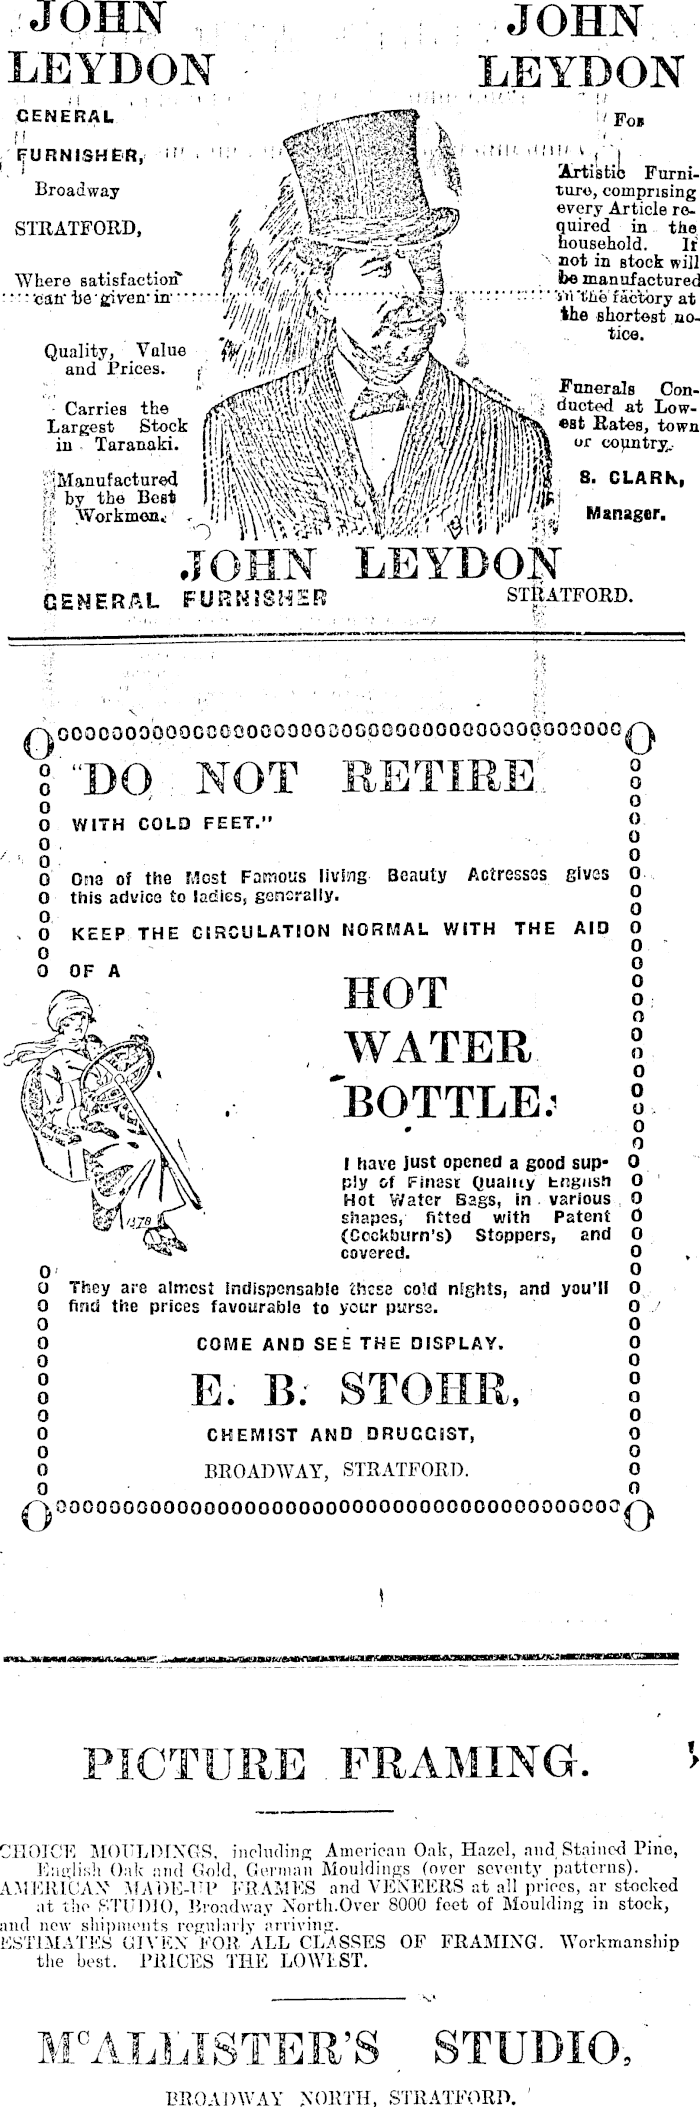 JOHN
LEYDON
GENERAL
FURNISHER,
Broadway
STRATFORD,
Where satisfaction
can be given in
Quality, Value
and Prices.
Carries the
Largest Stock
in Taranaki.
Manufactured
by the Best
Workmen.
JOHN
LEYDON
For
Artistic Furni-
ture, comprising
every Article re-
quired in the
household. If
not in stock will
be manufactured
in the factory at
the shortest no-
tice.
Funerals Con-
ducted at Low-
est Rates, town
or country.
S. CLARK,
Manager.
JOHN LEYDON
GENERAL FURNISHER STRATFORD.
"DO NOT RETIRE
WITH COLD FEET."
One of the Most Famous living Beauty Actresses gives
this advice to ladies, generally.
KEEP THE CIRCULATION NORMAL WITH THE AID
OF A
HOT
WATER
BOTTLE.
1878
I have just opened a good sup-
ply of Finest Quality English
Hot Water Bags, in various
shapes, fitted with Patent
(Cockburn's) Stoppers, and
covered.
They are almost indispensable these cold nights, and you'll
find the prices favourable to your purse.
COME AND SEE THE DISPLAY.
E. B. STOHR,
CHEMIST AND DRUGGIST,
BROADWAY, STRATFORD.
PICTURE FRAMING.
CHOICE MOULDINGS, including American Oak, Hazel, and Stained Pine,
English Oak and Gold, German Mouldings (over seventy patterns).
AMERICAN MADE-UP FRAMES and VENEERS at all prices, ar stocked
at the STUDIO, Broadway North.Over 8000 feet of Moulding in stock,
and new shipments regularly arriving.
ESTIMATES GIVEN FOR ALL CLASSES OF FRAMING. Workmanship
the best. PRICES THE LOWEST.
McALLISTER'S STUDIO,
BROADWAY NORTH, STRATFORD.